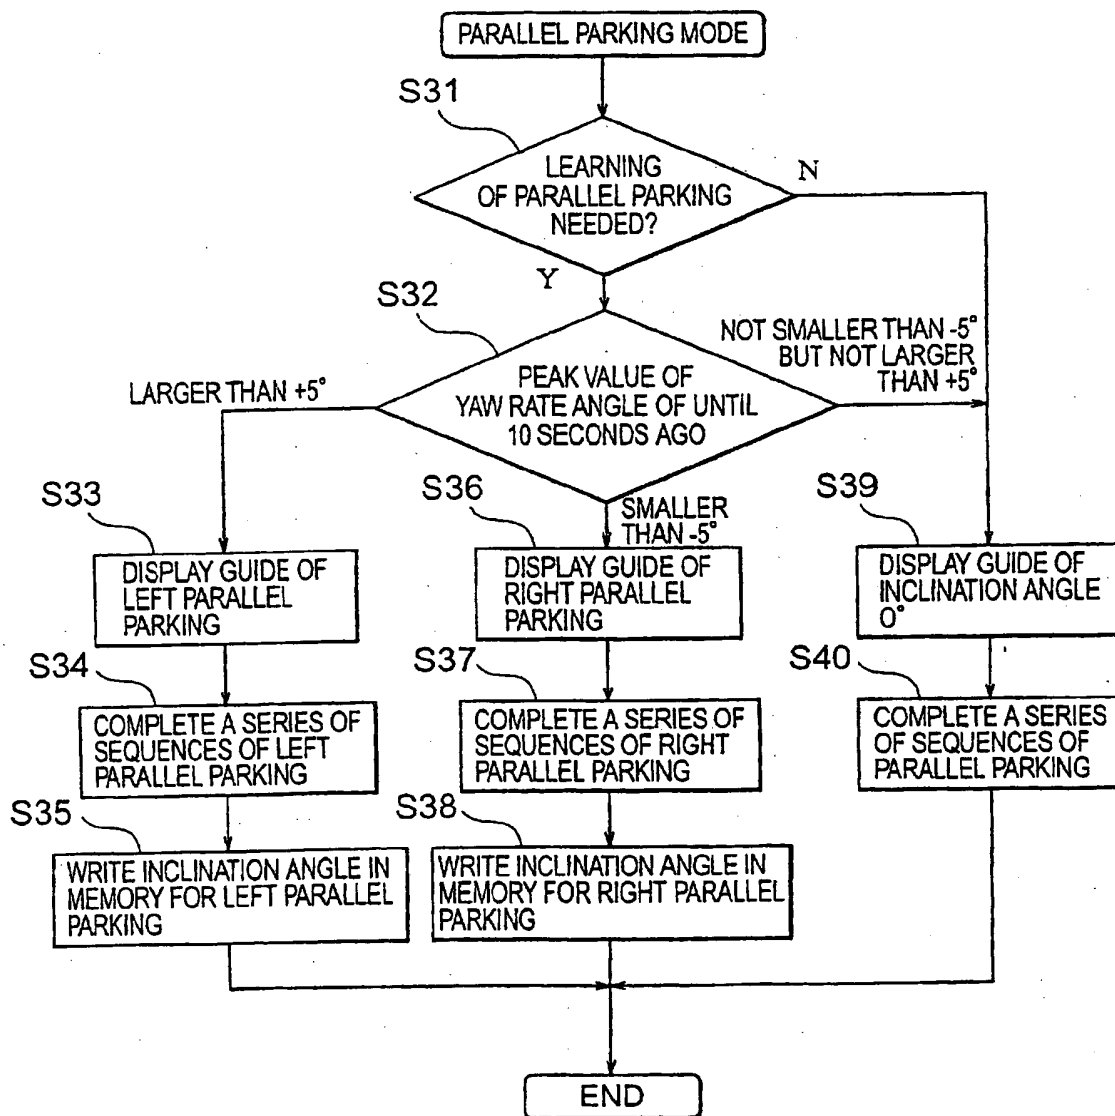 PARALLEL PARKING MODE
S31
LEARNING
OF PARALLEL PARKING
NEEDED?
N
Y
S32
PEAK VALUE OF
YAW RATE ANGLE OF UNTIL
10 SECONDS AGO
LARGER THAN +5°
NOT SMALLER THAN -5°
BUT NOT LARGER
THAN +5°
SMALLER
THAN -5°
S33
DISPLAY GUIDE OF
LEFT PARALLEL
PARKING
S36
DISPLAY GUIDE OF
RIGHT PARALLEL
PARKING
S39
DISPLAY GUIDE OF
INCLINATION ANGLE
0°
S34
COMPLETE A SERIES OF
SEQUENCES OF LEFT
PARALLEL PARKING
S37
COMPLETE A SERIES OF
SEQUENCES OF RIGHT
PARALLEL PARKING
S40
COMPLETE A SERIES
OF SEQUENCES OF
PARALLEL PARKING
S35
WRITE INCLINATION ANGLE IN
MEMORY FOR LEFT PARALLEL
PARKING
S38
WRITE INCLINATION ANGLE IN
MEMORY FOR RIGHT PARALLEL
PARKING
END